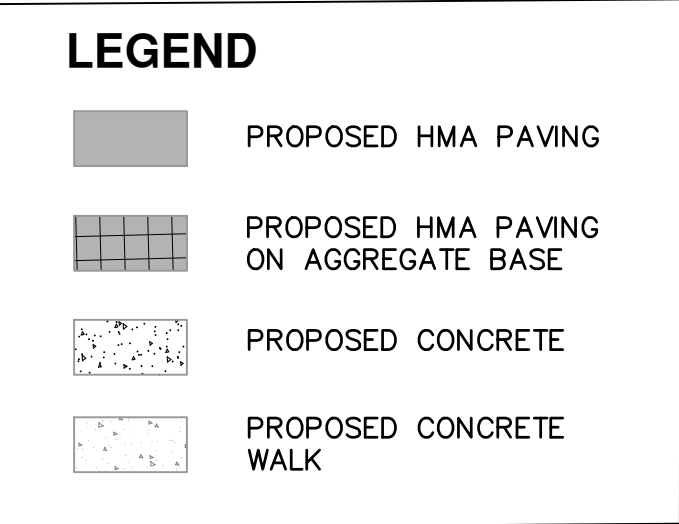 LEGEND
PROPOSED HMA PAVING
PROPOSED HMA PAVING
ON AGGREGATE BASE
PROPOSED CONCRETE
PROPOSED CONCRETE
WALK